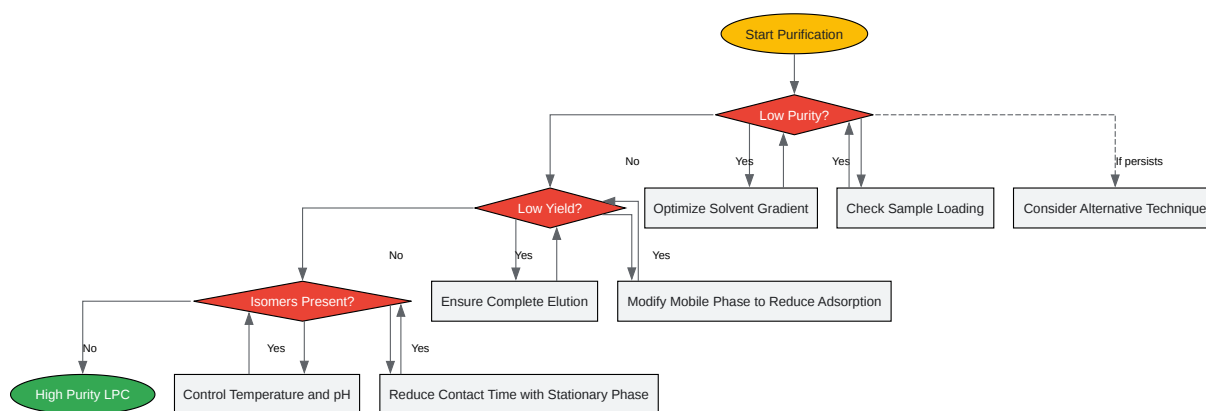 Start Purification
Low Purity?
No
Yes
Yes
If persists
Optimize Solvent Gradient
Check Sample Loading
Consider Alternative Technique
Low Yield?
No
Yes
Yes
Ensure Complete Elution
Modify Mobile Phase to Reduce Adsorption
Isomers Present?
No
Yes
Yes
High Purity LPC
Control Temperature and pH
Reduce Contact Time with Stationary Phase